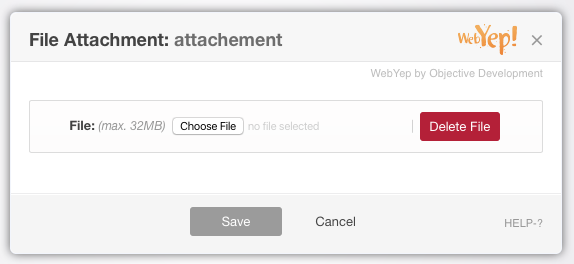 File Attachment: attachement
WebYep!
WebYep by Objective Development
File: (max. 32MB) Choose File no file selected Delete File
Save Cancel HELP-?